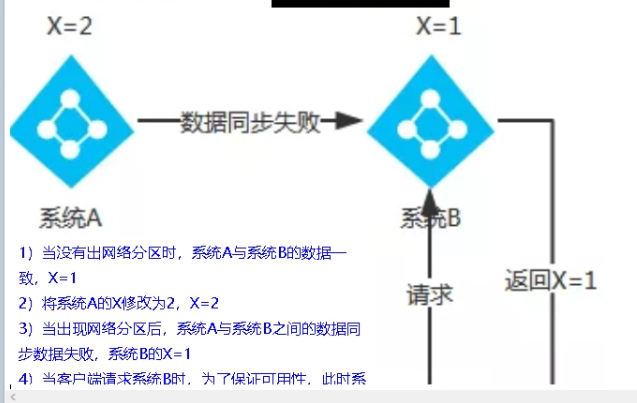 X=2
X=1
数据同步失败
系统A
系统B
1）当没有出网络分区时，系统A与系统B的数据一
致，X=1
2）将系统A的X修改为2，X=2
3）当出现网络分区后，系统A与系统B之间的数据同
步数据失败，系统B的X=1
4）当客户端请求系统B时，为了保证可用性，此时系
请求
返回X=1